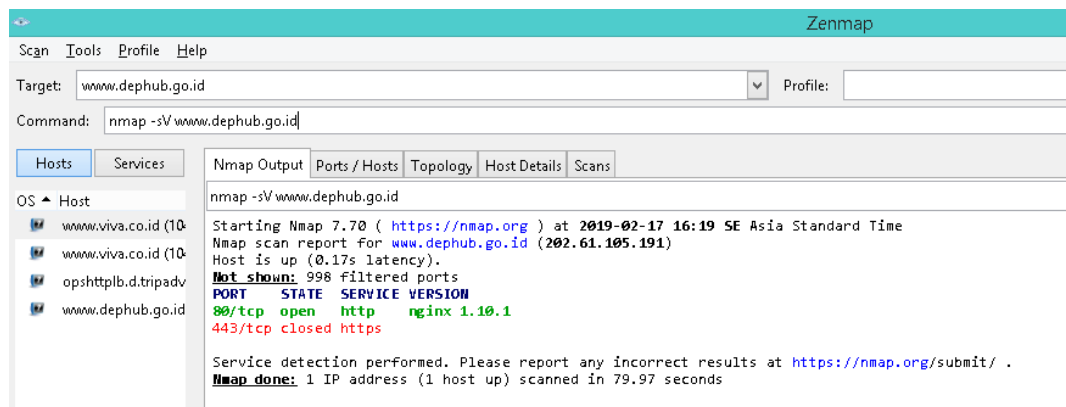 Zenmap
Scan Tools Profile Help
Target: www.dephub.go.id Profile:
Command: nmap -sV www.dephub.go.id
Hosts Services Nmap Output Ports / Hosts Topology Host Details Scans
OS Host
nmap -sV www.dephub.go.id
www.viva.co.id (10
www.viva.co.id (10
opshttplb.d.tripadv
www.dephub.go.id
Starting Nmap 7.70 ( https://nmap.org ) at 2019-02-17 16:19 SE Asia Standard Time
Nmap scan report for www.dephub.go.id (202.61.105.191)
Host is up (0.17s latency).
Not shown: 998 filtered ports
PORT STATE SERVICE VERSION
80/tcp open http nginx 1.10.1
443/tcp closed https
Service detection performed. Please report any incorrect results at https://nmap.org/submit/ .
Nmap done: 1 IP address (1 host up) scanned in 79.97 seconds